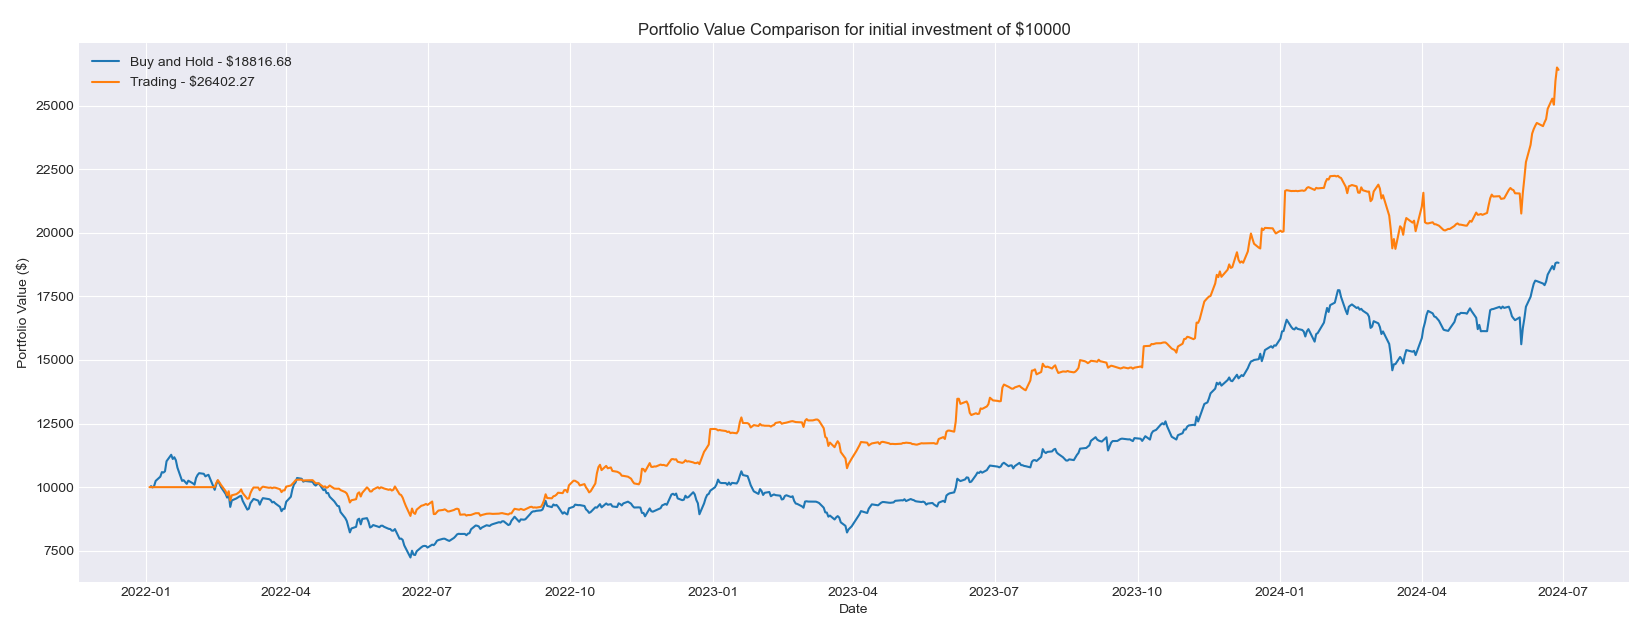 Portfolio Value Comparison for initial investment of $10000
Buy and Hold - $18816.68
Trading - $26402.27
Portfolio Value ($)
25000
22500
20000
17500
15000
12500
10000
7500
2022-01 2022-04 2022-07 2022-10 2023-01 2023-04 2023-07 2023-10 2024-01 2024-04 2024-07
Date